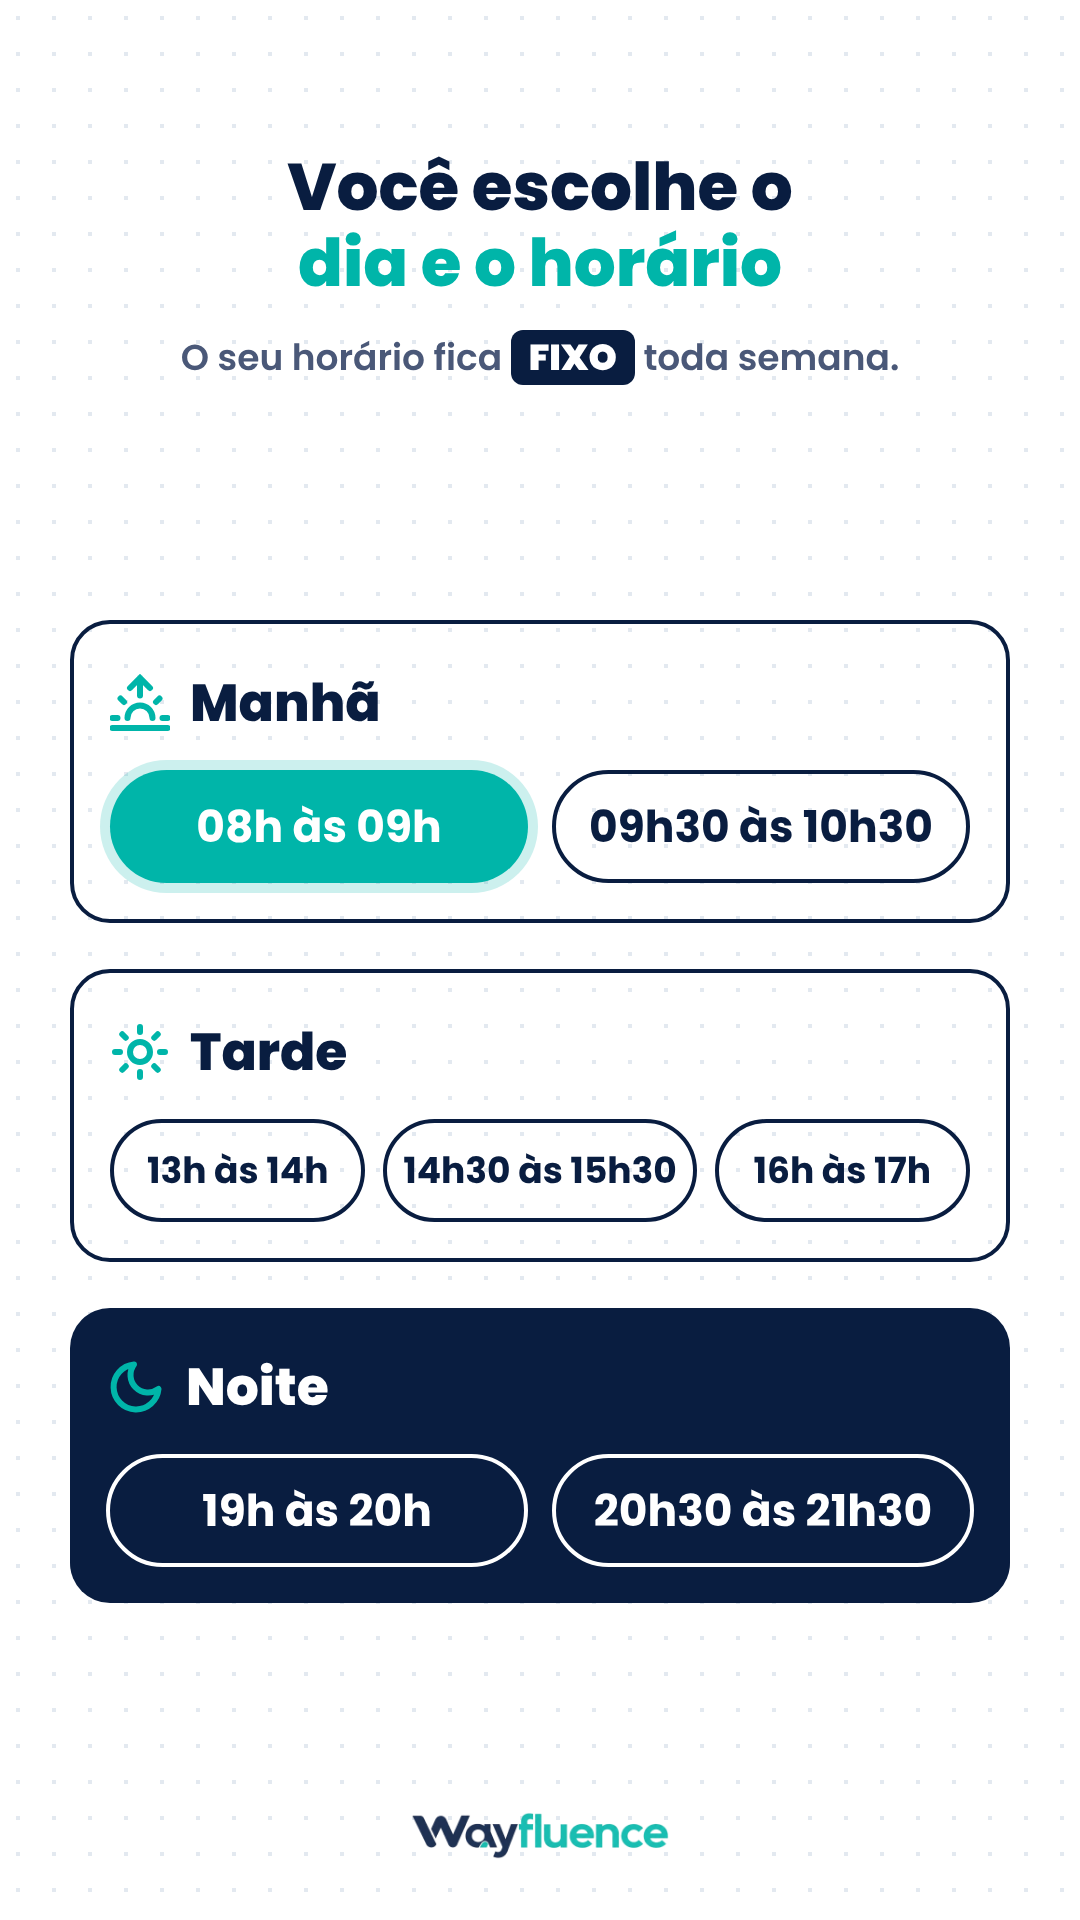 Você escolhe o
dia e o horário
O seu horário fica FIXO toda semana.
Manhã
08h às 09h
09h30 às 10h30
Tarde
13h às 14h
14h30 às 15h30
16h às 17h
Noite
19h às 20h
20h30 às 21h30
Wayfluence